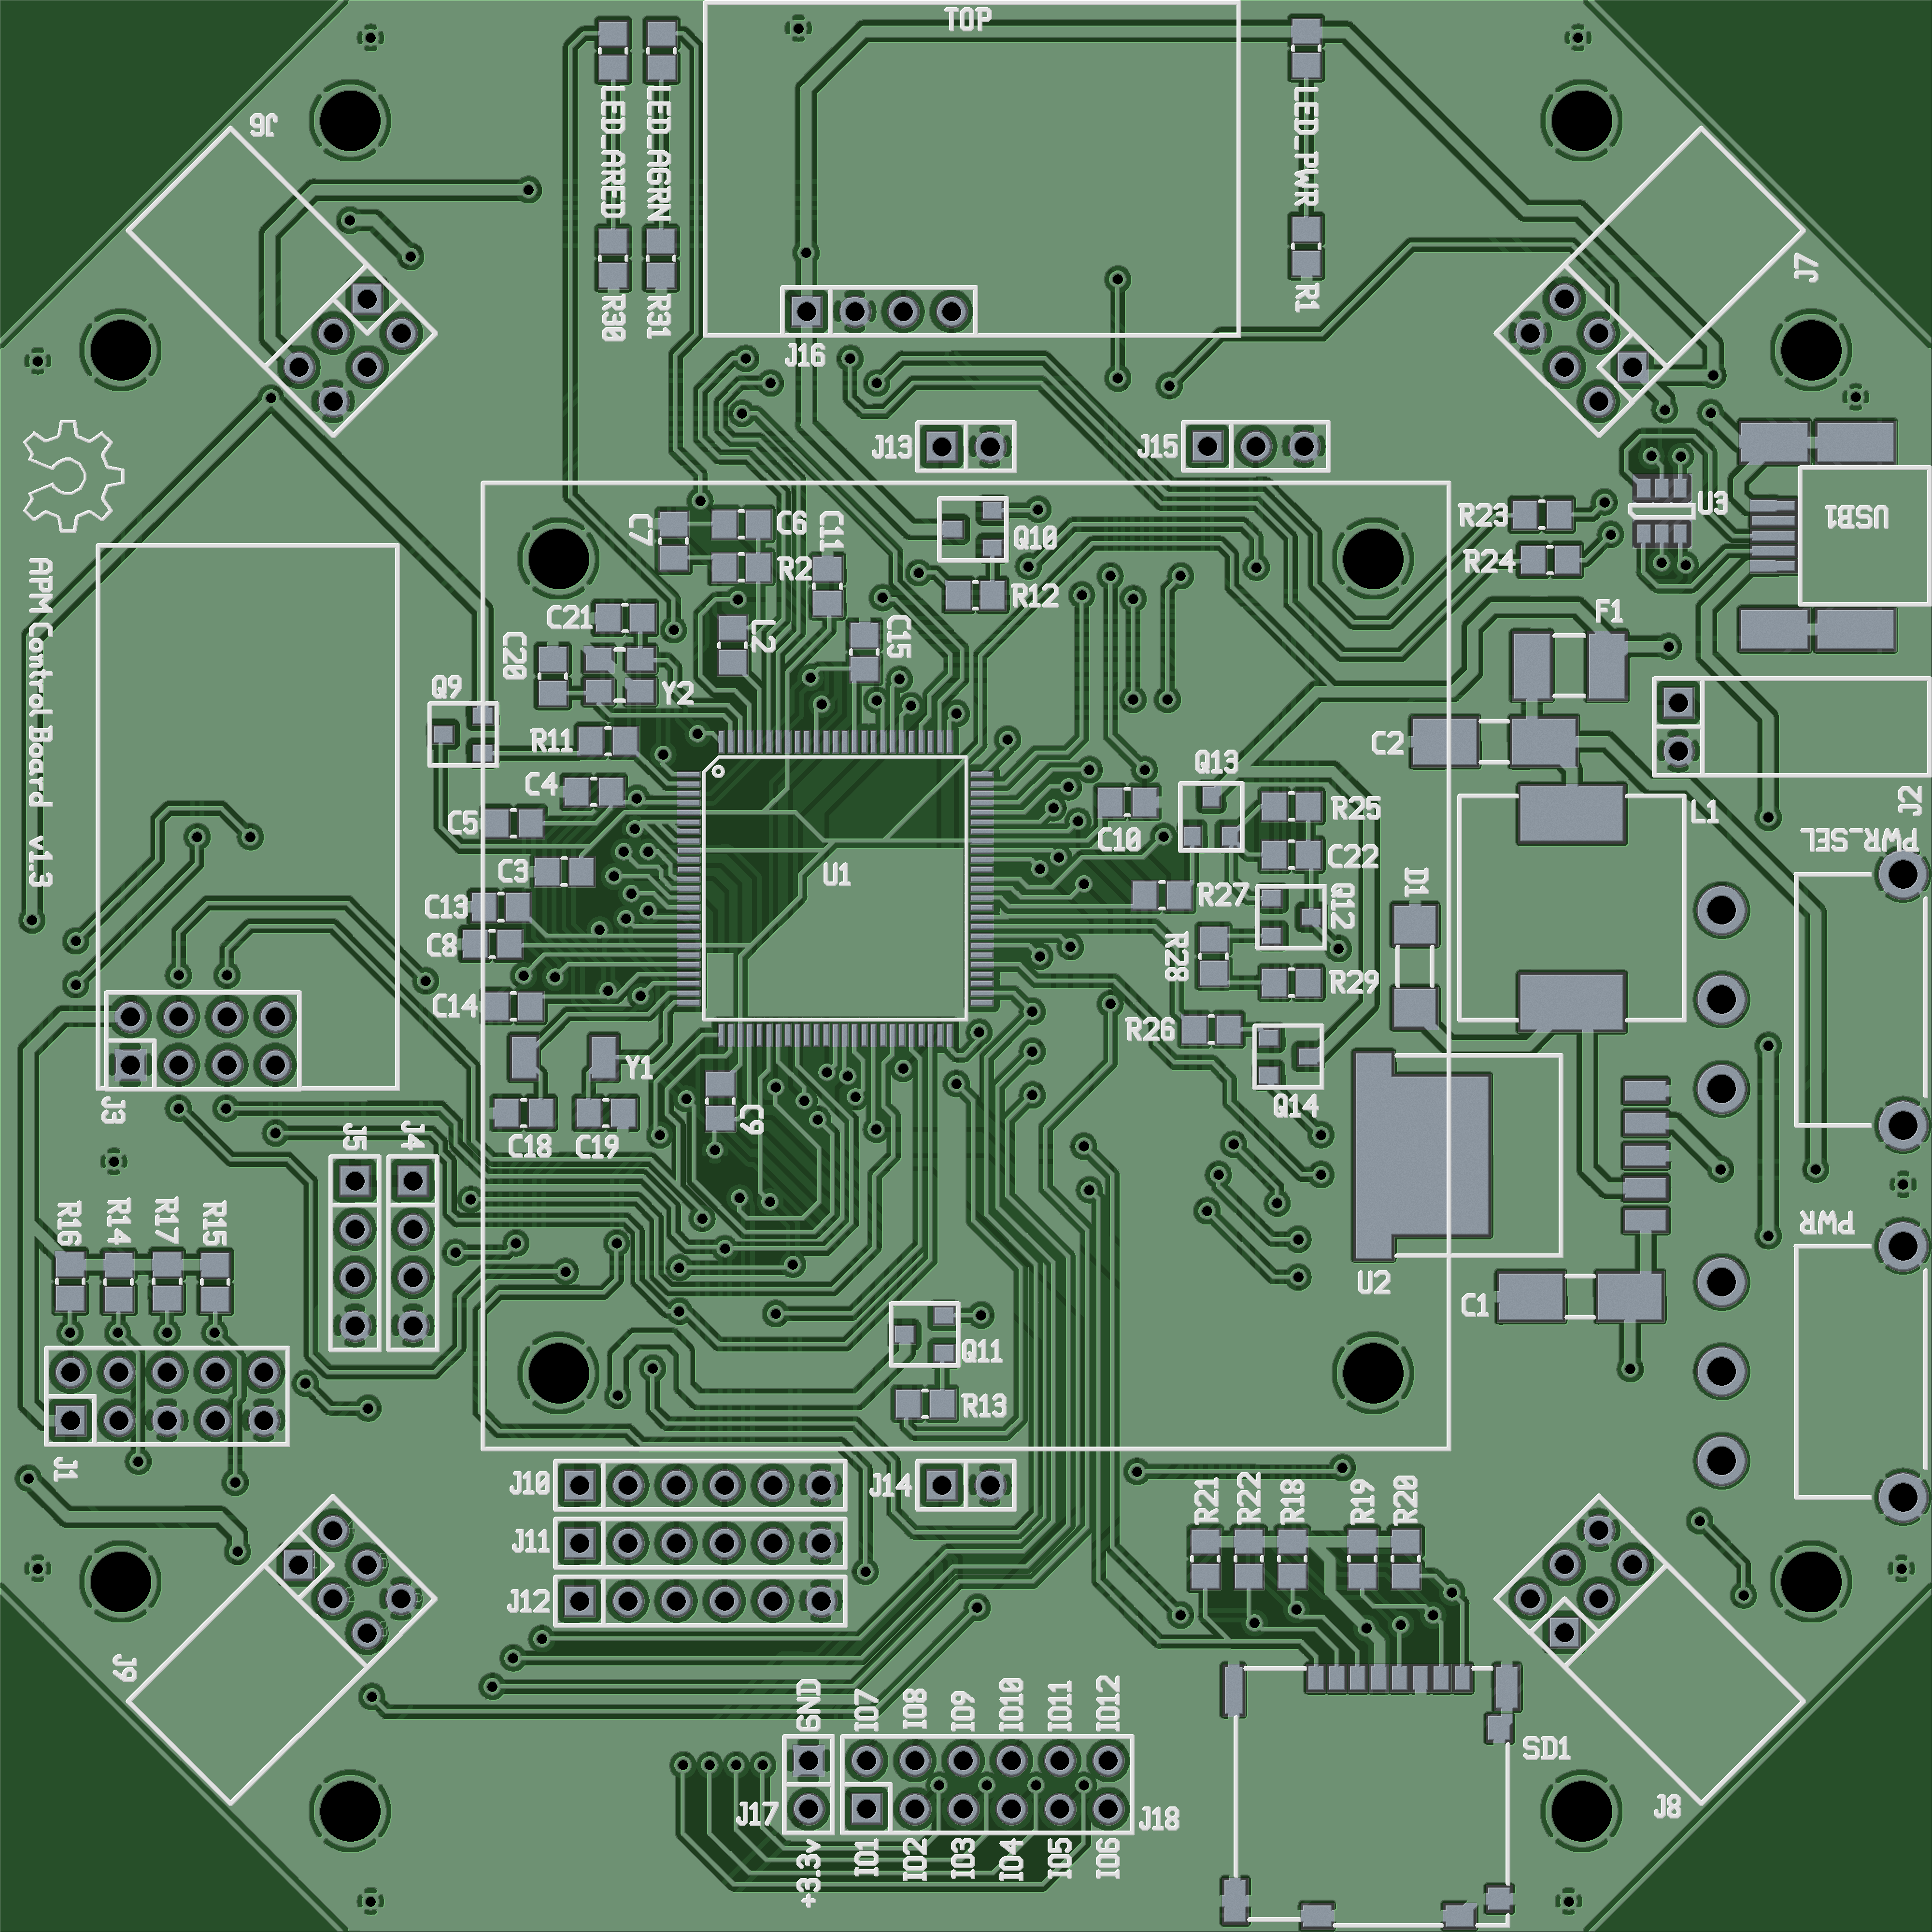 TOP
J6
LED_ARED
LED_AGRN
LED_PWR
J7
R30
R31
R1
J16
J13
J15
U3
USB1
R23
R24
C7
C6
C11
Q10
R2
R12
APM Control Board v1.3
C21
L2
C15
F1
C20
Y2
Q9
R11
C2
Q13
C4
J2
C5
C10
R25
L1
PWR_SEL
C3
U1
C22
D1
R27
Q12
C13
C8
R28
R29
C14
R26
Y1
J3
C9
Q14
J5
J4
C18
C19
R16
R14
R17
R15
PWR
U2
C1
Q11
R13
J1
J10
J14
R21
R22
R18
R19
R20
J11
J12
J9
GND
IO7
IO8
IO9
IO10
IO11
IO12
SD1
J17
J18
J8
+3.3v
IO1
IO2
IO3
IO4
IO5
IO6